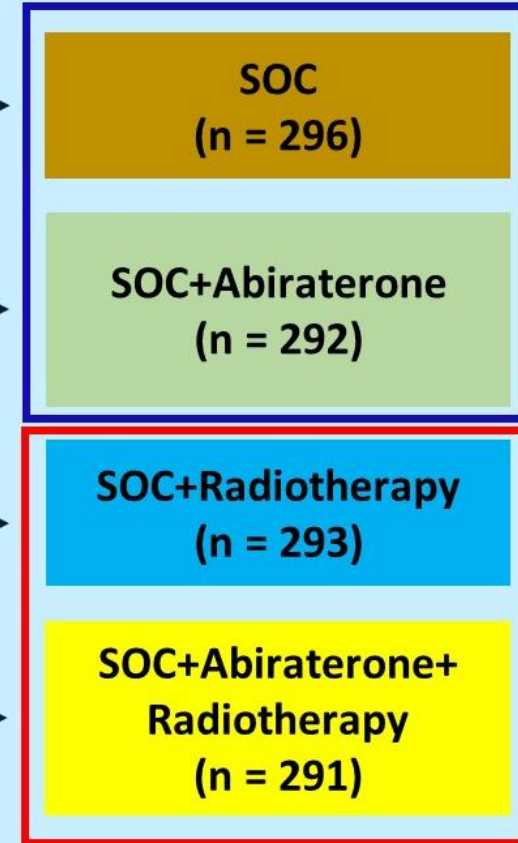 SOC
(n = 296)
SOC+Abiraterone
(n = 292)
SOC+Radiotherapy
(n = 293)
SOC+Abiraterone+
Radiotherapy
(n = 291)